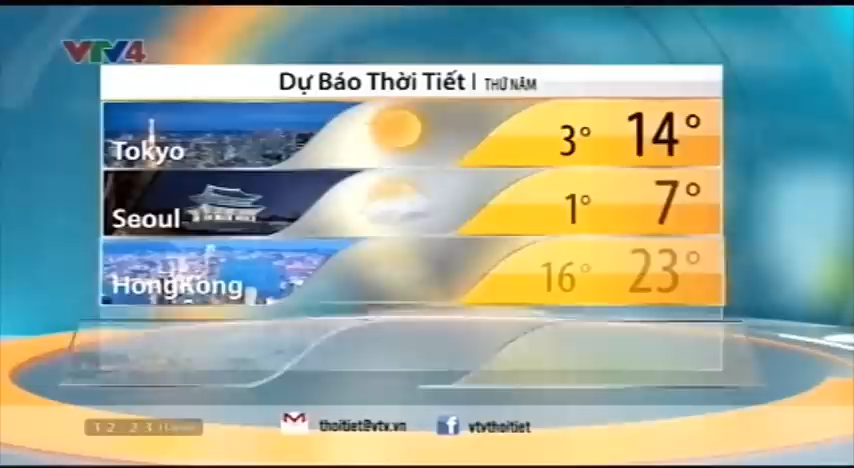 VTV4
Dự Báo Thời Tiết | THỨ NĂM
Tokyo 3° 14°
Seoul 1° 7°
HongKong 16° 23°
thoitiet@vtv.vn vtvthoitiet